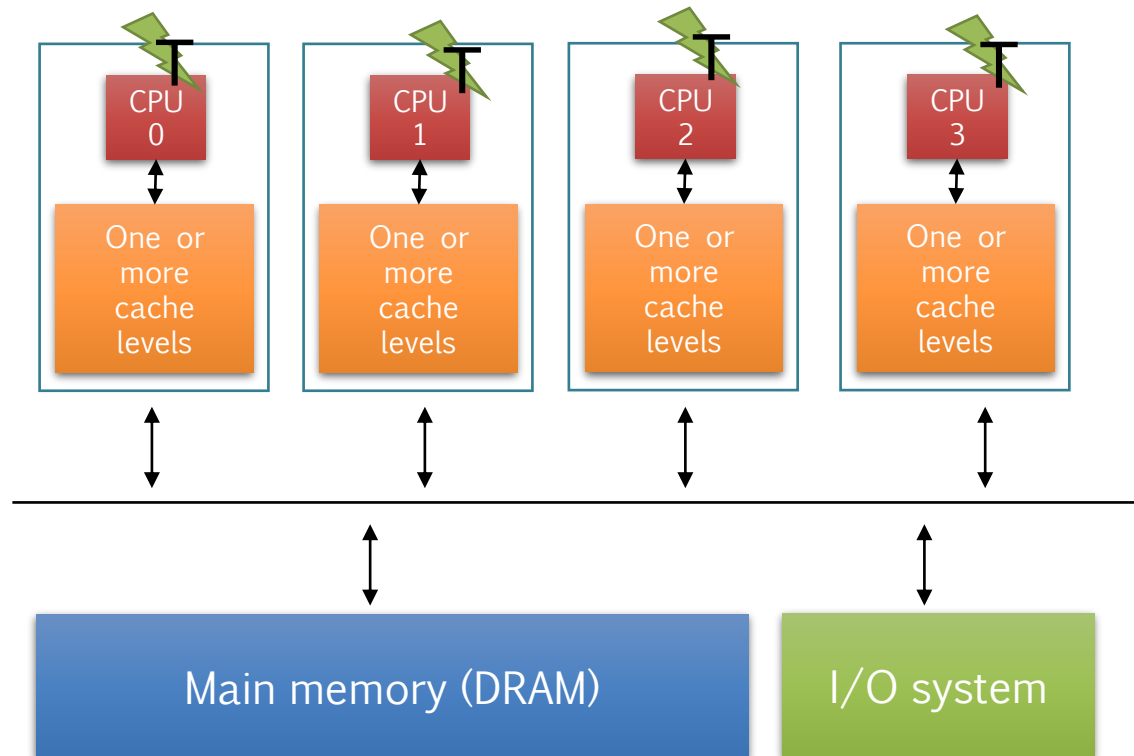 T
T
T
T
CPU
0
CPU
1
CPU
2
CPU
3
One or
more
cache
levels
One or
more
cache
levels
One or
more
cache
levels
One or
more
cache
levels
Main memory (DRAM)
I/O system